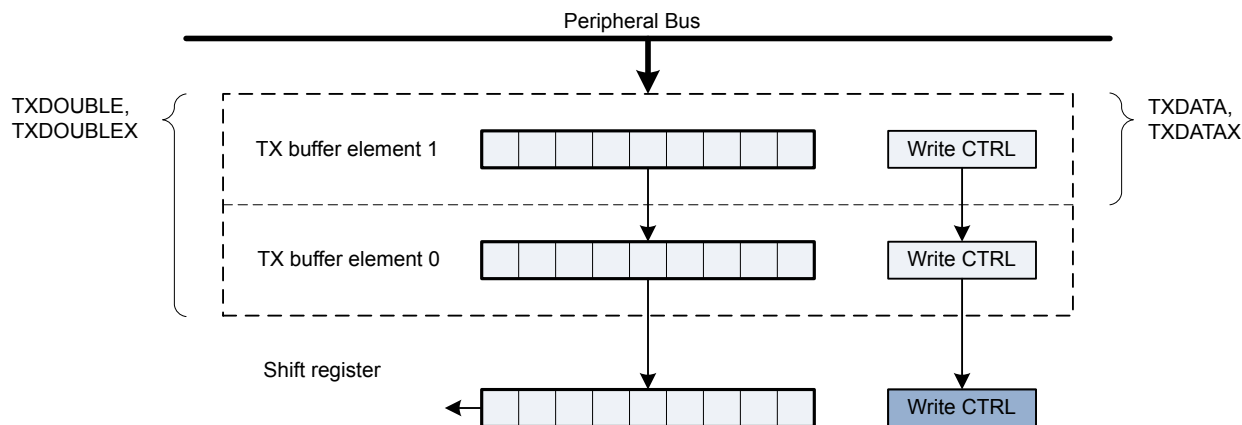 Peripheral Bus
TXDOUBLE,
TXDOUBLEX
TXDATA,
TXDATAX
TX buffer element 1
Write CTRL
TX buffer element 0
Write CTRL
Shift register
Write CTRL